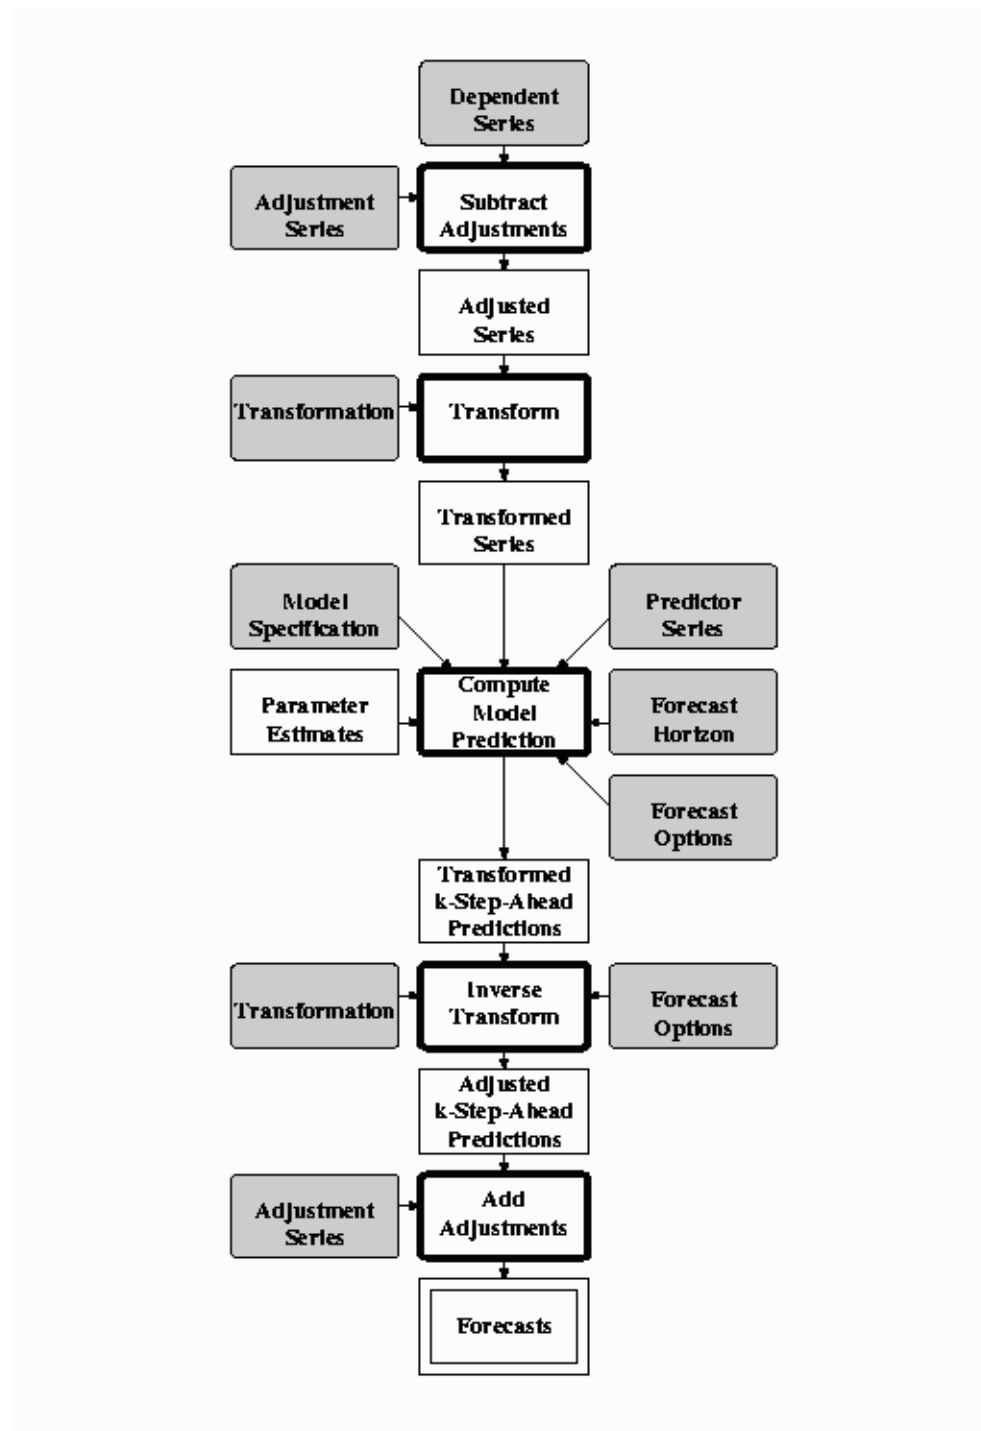 Dependent
Series
Adjustment
Series
Subtract
Adjustments
Adjusted
Series
Transformation
Transform
Transformed
Series
Model
Specification
Predictor
Series
Parameter
Estimates
Compute
Model
Prediction
Forecast
Horizon
Forecast
Options
Transformed
k-Step-Ahead
Predictions
Transformation
Inverse
Transform
Forecast
Options
Adjusted
k-Step-Ahead
Predictions
Adjustment
Series
Add
Adjustments
Forecasts